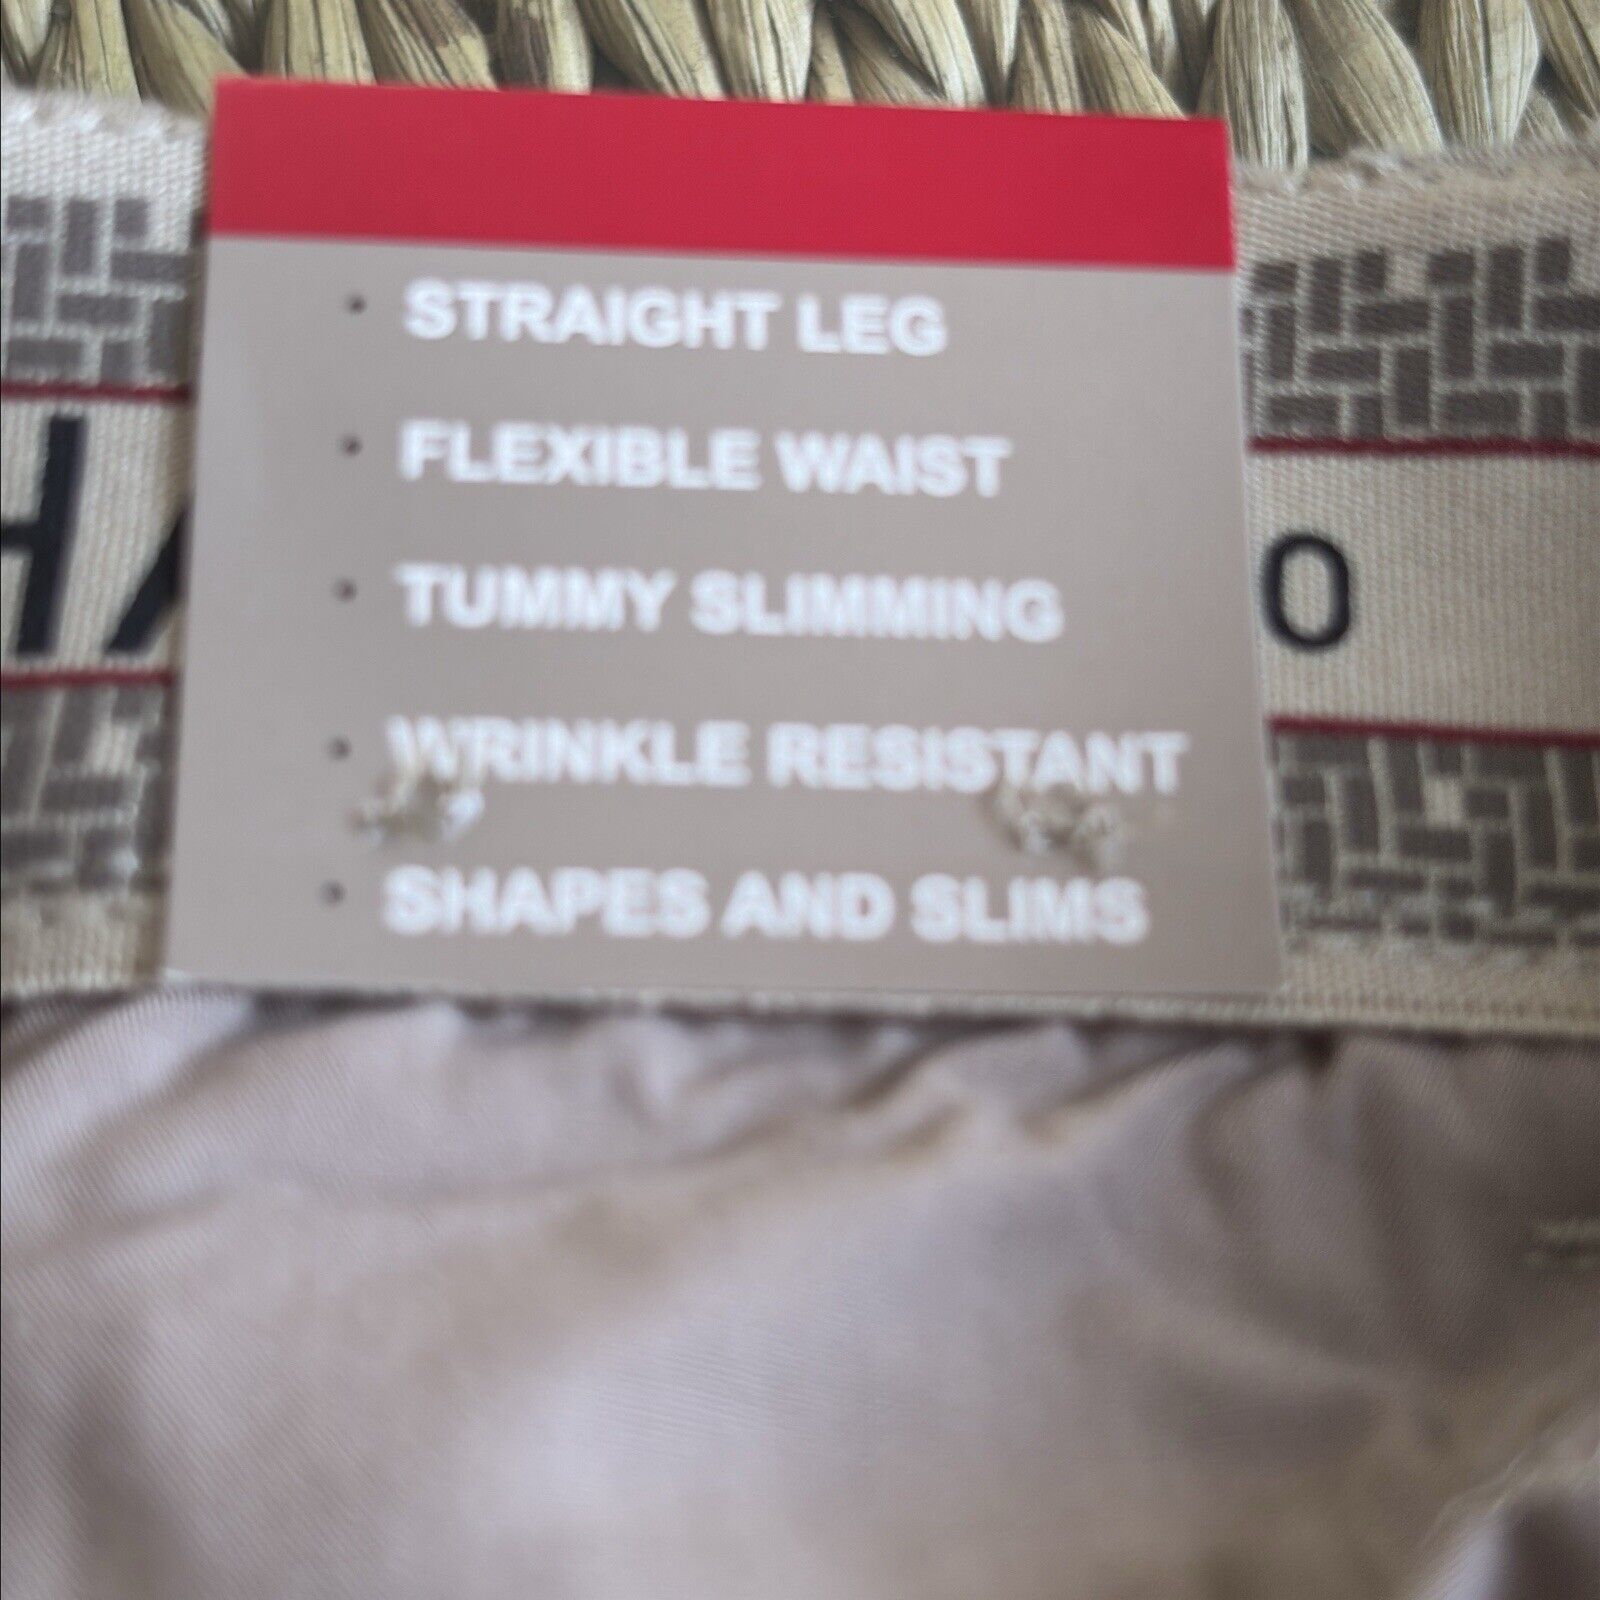 STRAIGHT LEG
FLEXIBLE WAIST
TUMMY SLIMMING
WRINKLE RESISTANT
SHAPES AND SLIMS